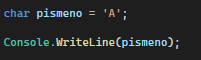 char pismeno = 'A';
Console.WriteLine(pismeno);